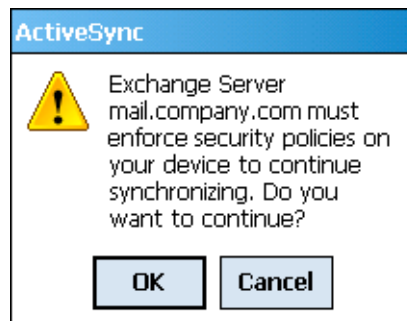 ActiveSync
Exchange Server
mail.company.com must
enforce security policies on
your device to continue
synchronizing. Do you
want to continue?
OK Cancel